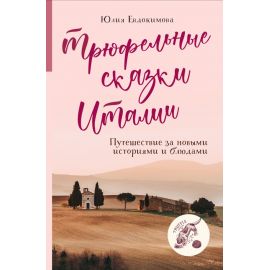 Юлия Евдокимова
Трюфельные
сказки
Италии
Путешествие за новыми
историями и блюдами